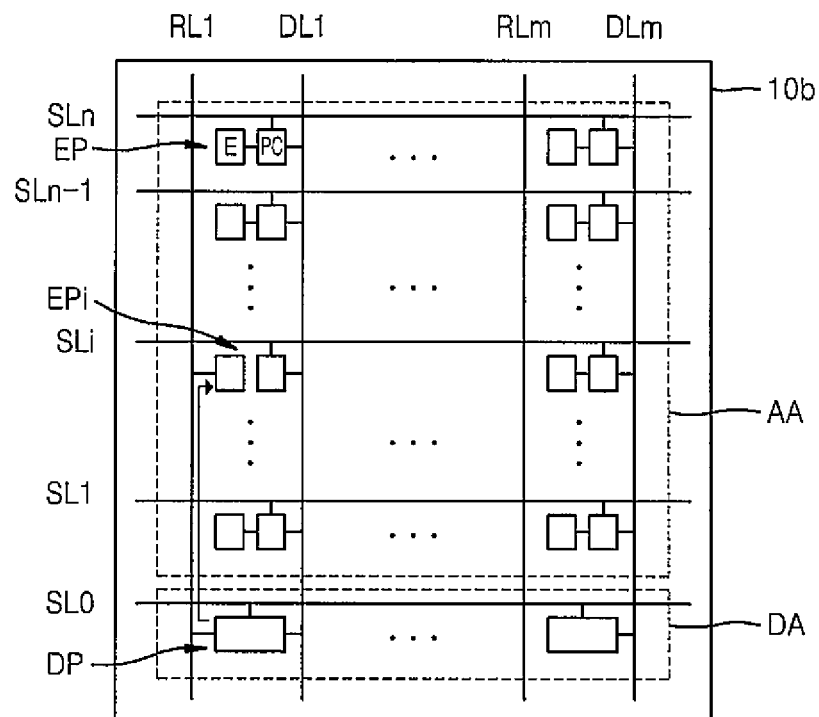 RL1 DL1 RLm DLm
10b
SLn
EP E PC ...
SLn-1
...
EPi
SLi
AA
...
SL1
...
SL0
DA
DP ...